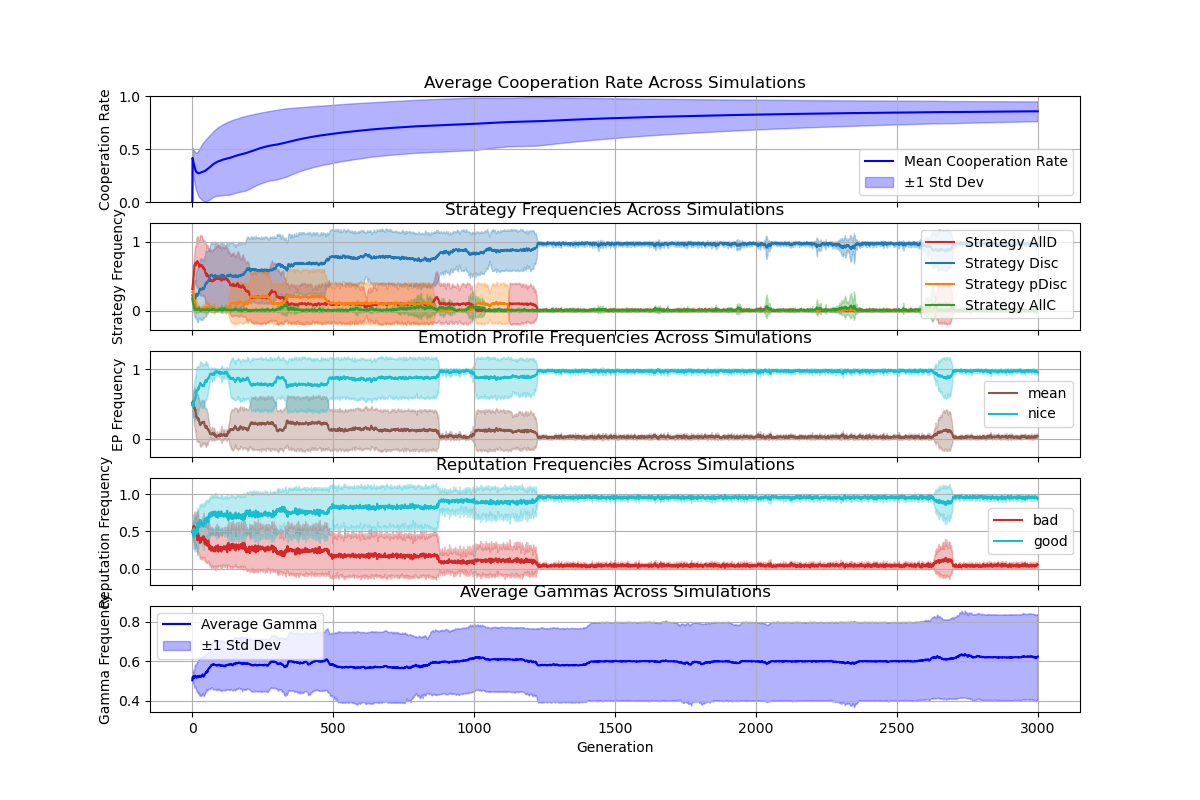 Average Cooperation Rate Across Simulations
Cooperation Rate
1.0
0.5
0.0
Mean Cooperation Rate
±1 Std Dev
Strategy Frequencies Across Simulations
Strategy Frequency
1
0
Strategy AllD
Strategy Disc
Strategy pDisc
Strategy AllC
Emotion Profile Frequencies Across Simulations
EP Frequency
1
0
mean
nice
Reputation Frequencies Across Simulations
Reputation Frequency
1.0
0.5
0.0
bad
good
Average Gammas Across Simulations
Gamma Frequency
0.8
0.6
0.4
Average Gamma
±1 Std Dev
0 500 1000 1500 2000 2500 3000
Generation